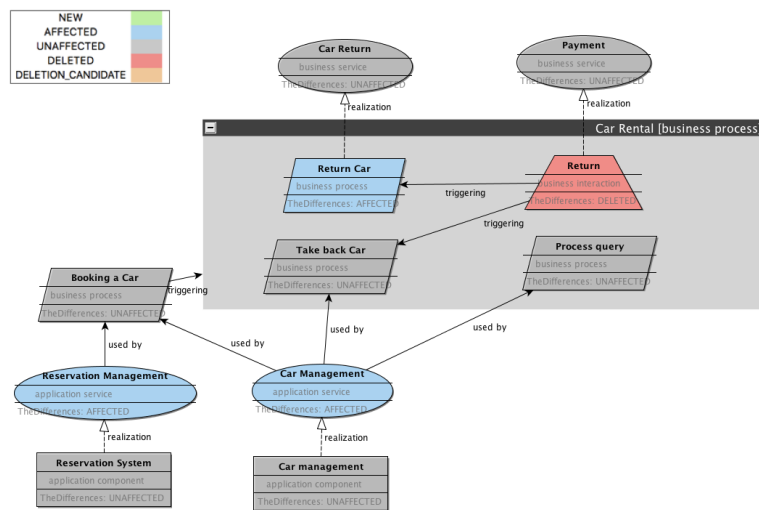 NEW
AFFECTED
UNAFFECTED
DELETED
DELETION_CANDIDATE
Car Return
business service
TheDifferences: UNAFFECTED
Payment
business service
TheDifferences: UNAFFECTED
realization
realization
Car Rental [business process
Return Car
business process
TheDifferences: AFFECTED
triggering
Return
business interaction
TheDifferences: DELETED
triggering
Take back Car
business process
TheDifferences: UNAFFECTED
Process query
business process
TheDifferences: UNAFFECTED
Booking a Car
business process
TheDifferences: UNAFFECTED
triggering
used by
used by
used by
used by
Reservation Management
application service
TheDifferences: AFFECTED
Car Management
application service
TheDifferences: AFFECTED
realization
realization
Reservation System
application component
TheDifferences: UNAFFECTED
Car management
application component
TheDifferences: UNAFFECTED